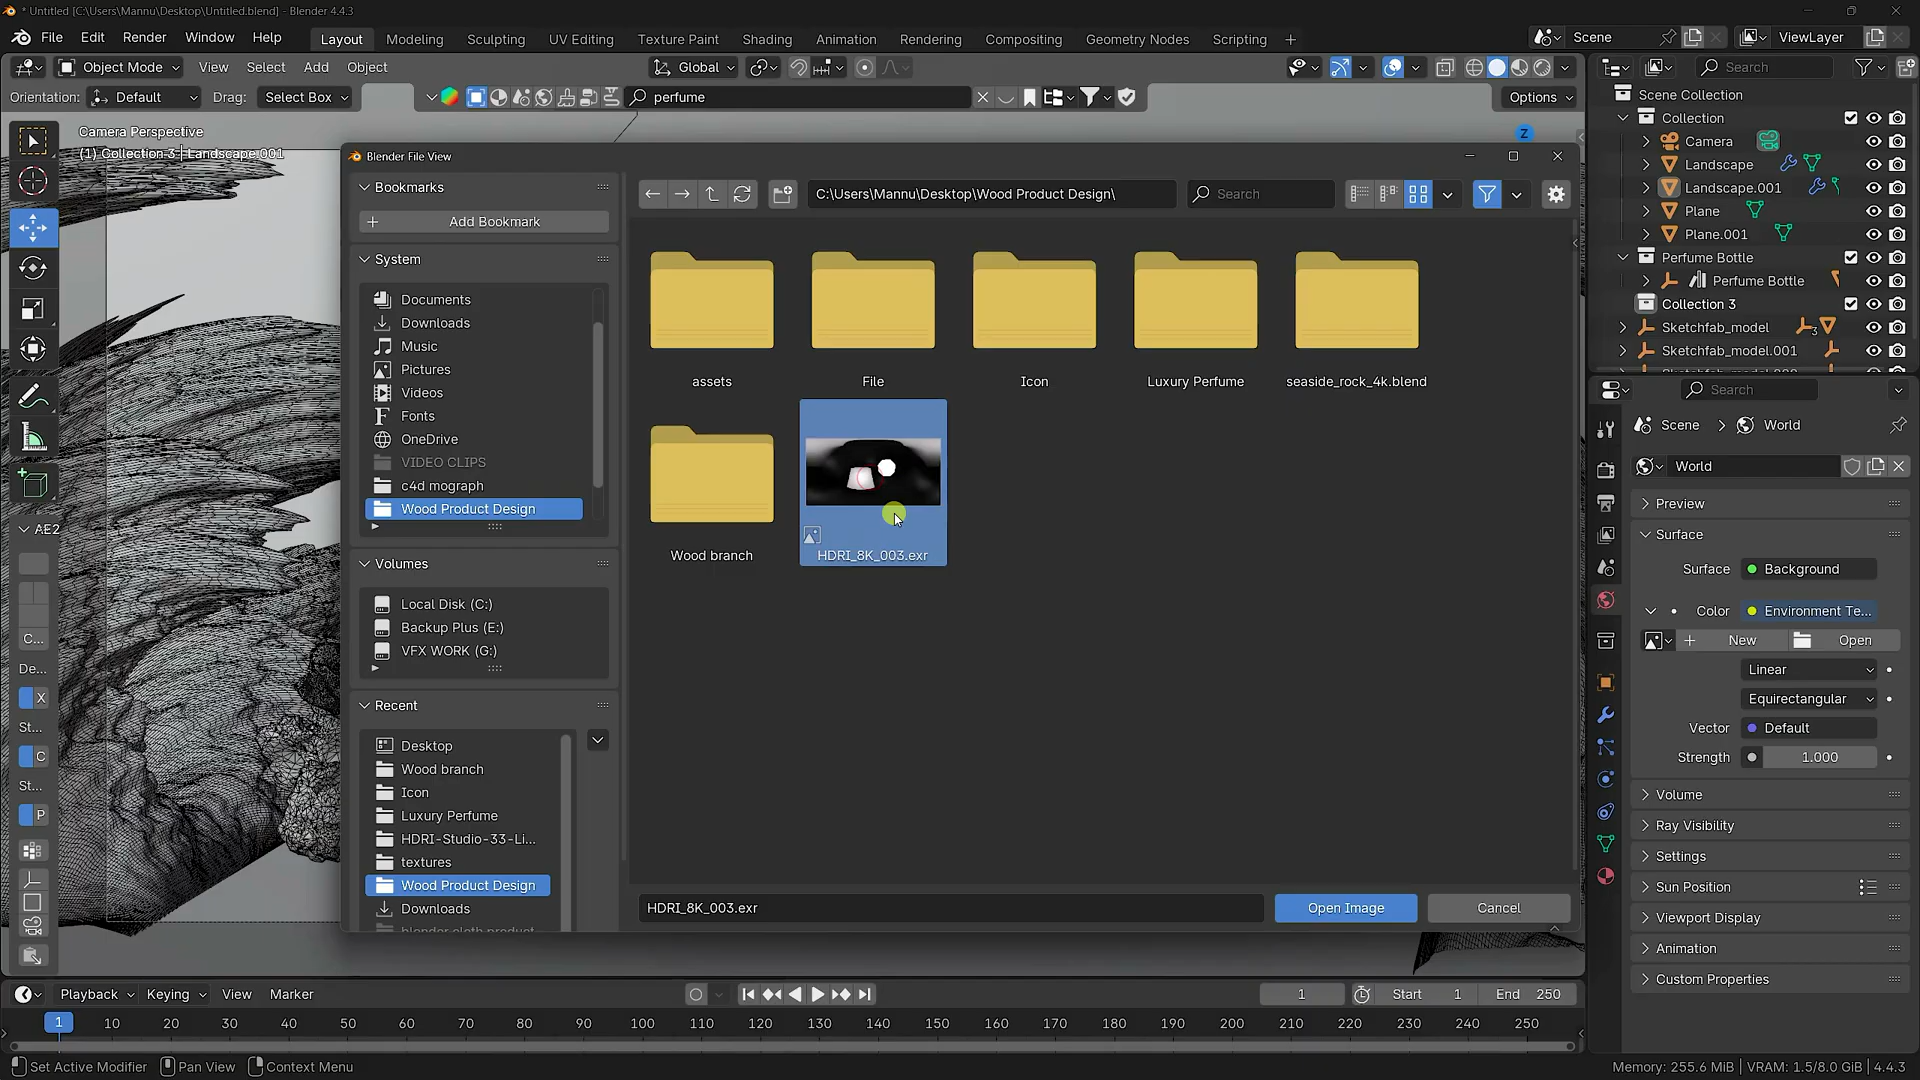 * Untitled [C:\Users\Mannu\Desktop\Untitled.blend] - Blender 4.4.3
File Edit Render Window Help
Layout Modeling Sculpting UV Editing Texture Paint Shading Animation Rendering Compositing Geometry Nodes Scripting
Scene ViewLayer
Object Mode View Select Add Object Global
Search
Orientation: Default Drag: Select Box perfume Options
Camera Perspective
(1) Collection 3 | Landscape.001
Z
Scene Collection
Collection
Camera
Landscape
Landscape.001
Plane
Plane.001
Perfume Bottle
Perfume Bottle
Collection 3
Sketchfab_model
3
Sketchfab_model.001
Blender File View
Bookmarks
Add Bookmark
C:\Users\Mannu\Desktop\Wood Product Design\
Search
System
Documents
Downloads
Music
Pictures
Videos
Fonts
OneDrive
VIDEO CLIPS
c4d mograph
Wood Product Design
Volumes
Local Disk (C:)
Backup Plus (E:)
VFX WORK (G:)
Recent
Desktop
Wood branch
Icon
Luxury Perfume
HDRI-Studio-33-Li...
textures
Wood Product Design
Downloads
assets File Icon Luxury Perfume seaside_rock_4k.blend
Wood branch HDRI_8K_003.exr
HDRI_8K_003.exr Open Image Cancel
AE2
C...
De...
X
St...
C
St...
P
Search
Scene World
World
Preview
Surface
Surface Background
Color Environment Te...
New Open
Linear
Equirectangular
Vector Default
Strength 1.000
Volume
Ray Visibility
Settings
Sun Position
Viewport Display
Animation
Custom Properties
Playback Keying View Marker 1 Start 1 End 250
1 10 20 30 40 50 60 70 80 90 100 110 120 130 140 150 160 170 180 190 200 210 220 230 240 250
Set Active Modifier Pan View Context Menu
Memory: 255.6 MiB | VRAM: 1.5/8.0 GiB | 4.4.3